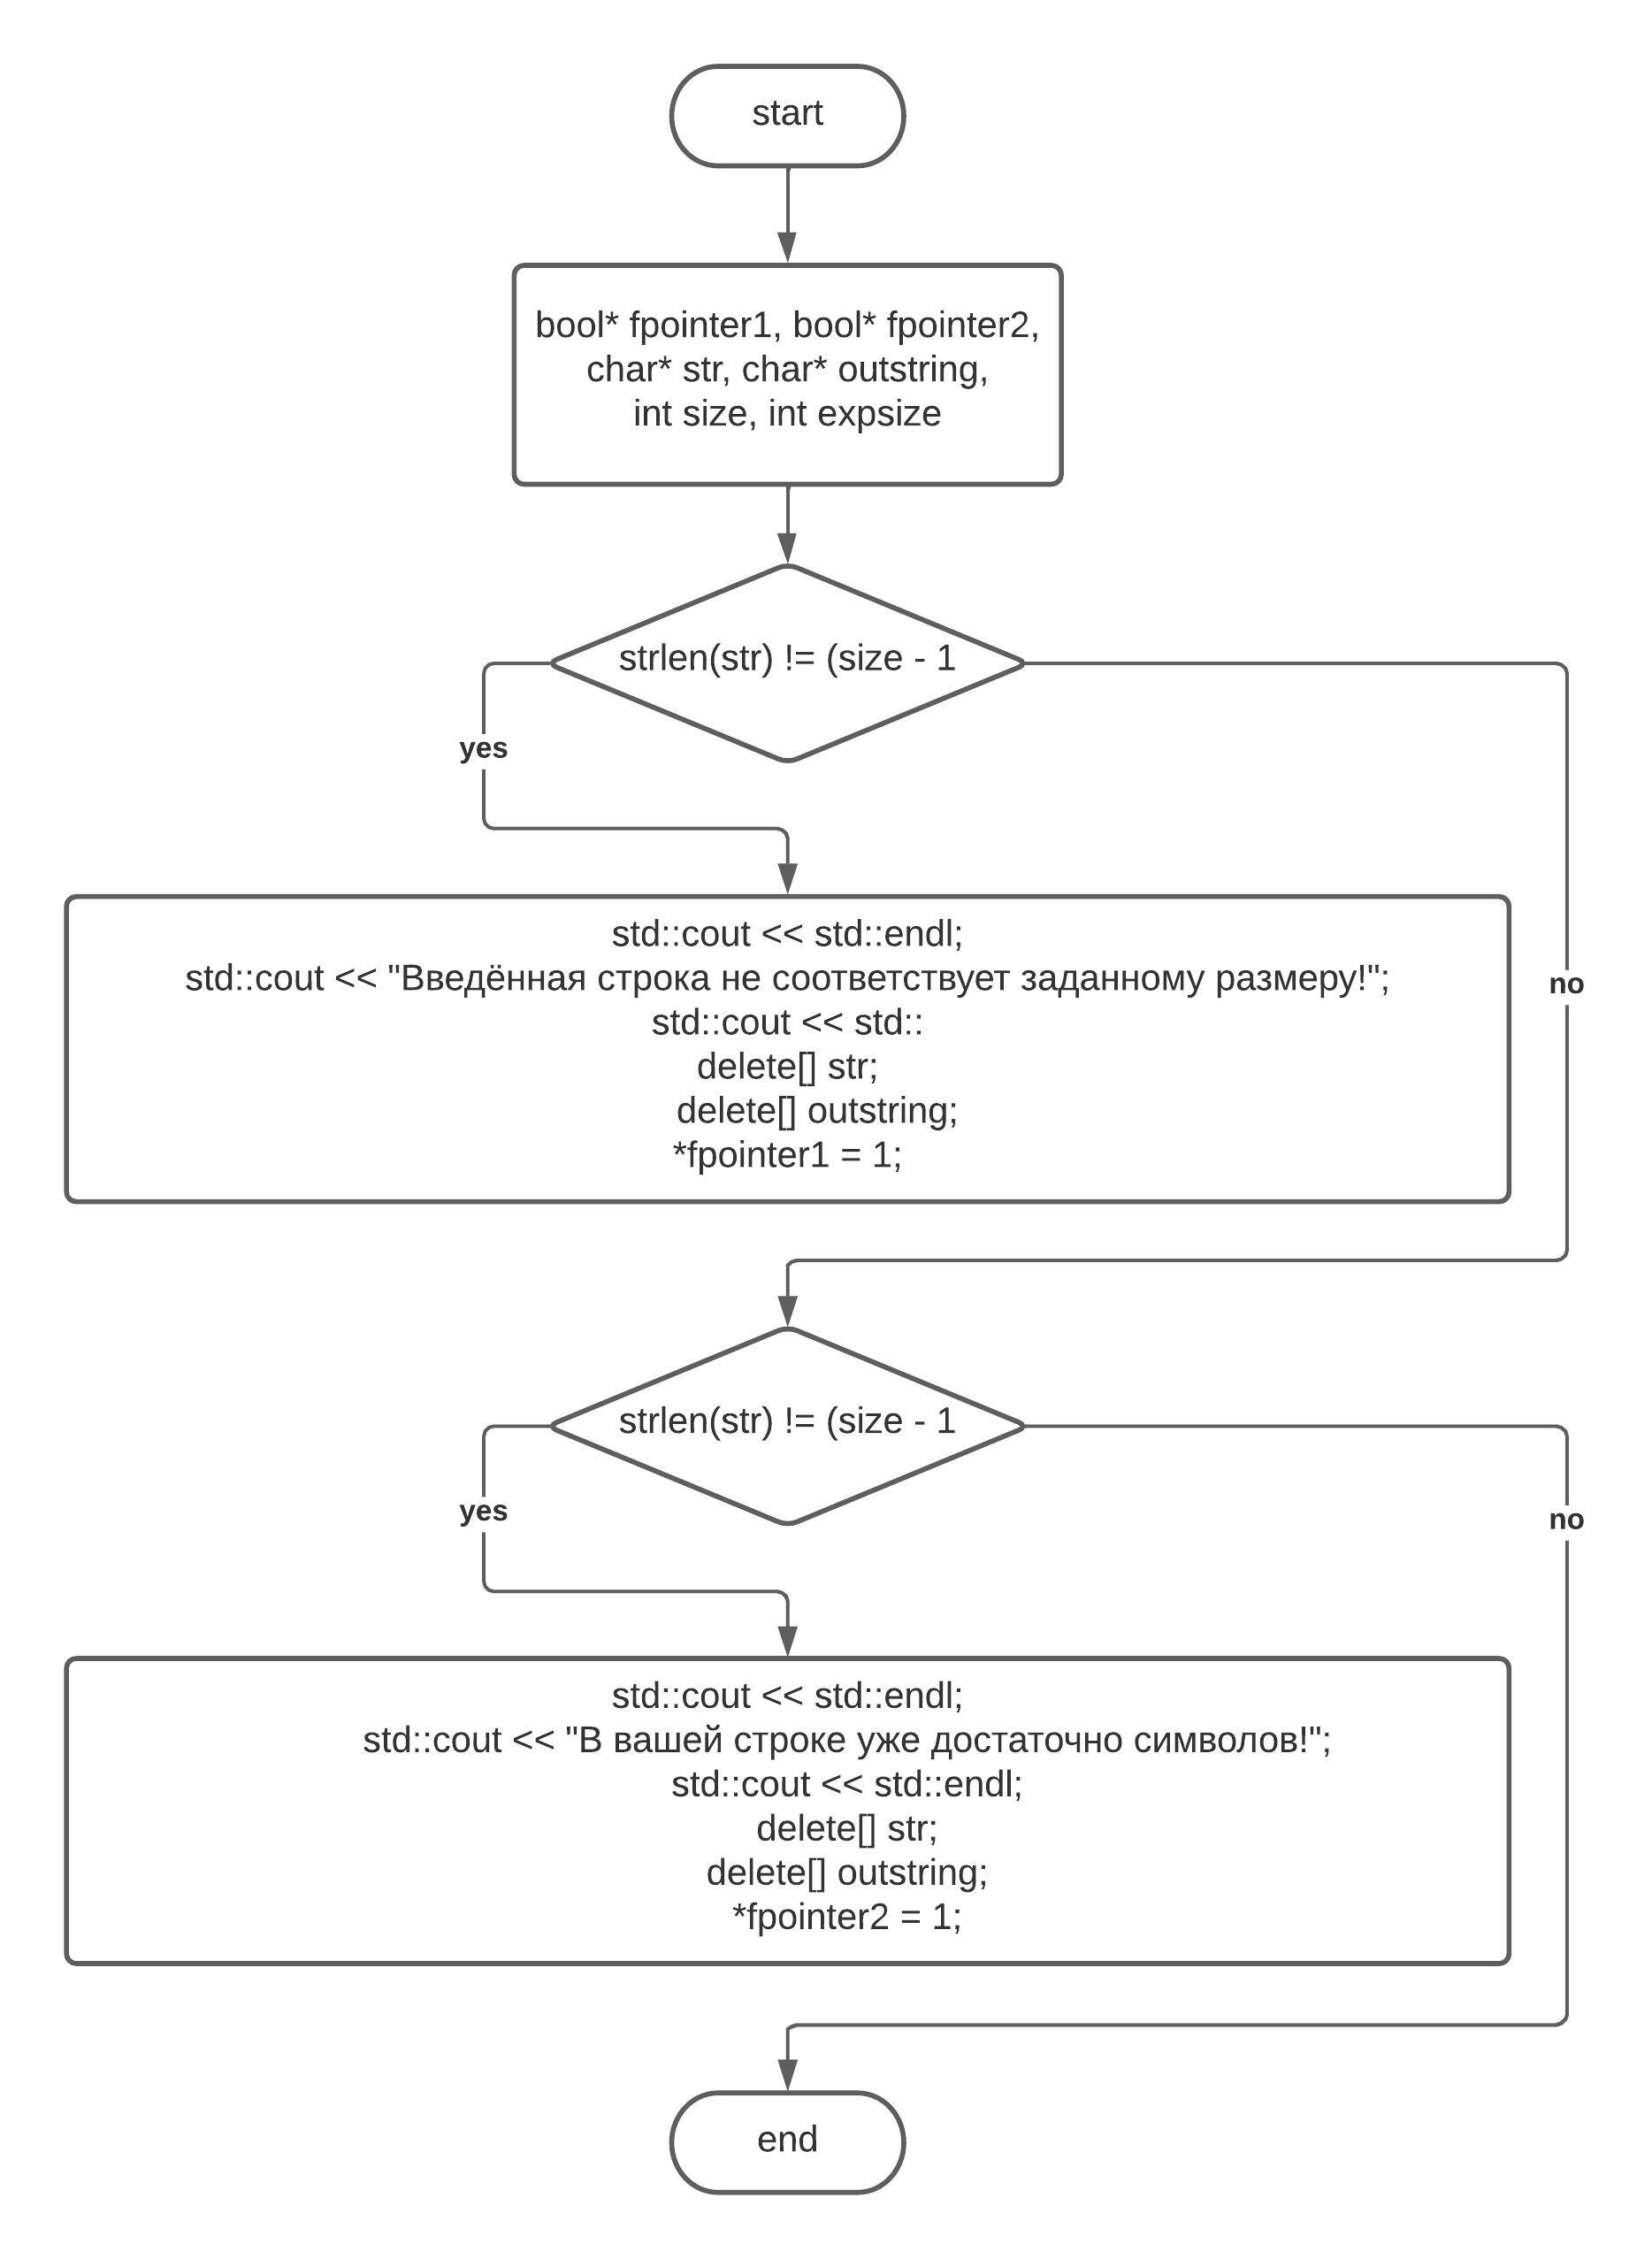 start
bool* fpointer1, bool* fpointer2,
char* str, char* outstring,
int size, int expsize
strlen(str) != (size - 1
yes
std::cout << std::endl;
std::cout << "Введённая строка не соответствует заданному размеру!";
no
std::cout << std::
delete[] str;
delete[] outstring;
*fpointer1 = 1;
strlen(str) != (size - 1
yes
no
std::cout << std::endl;
std::cout << "В вашей строке уже достаточно символов!";
std::cout << std::endl;
delete[] str;
delete[] outstring;
*fpointer2 = 1;
end